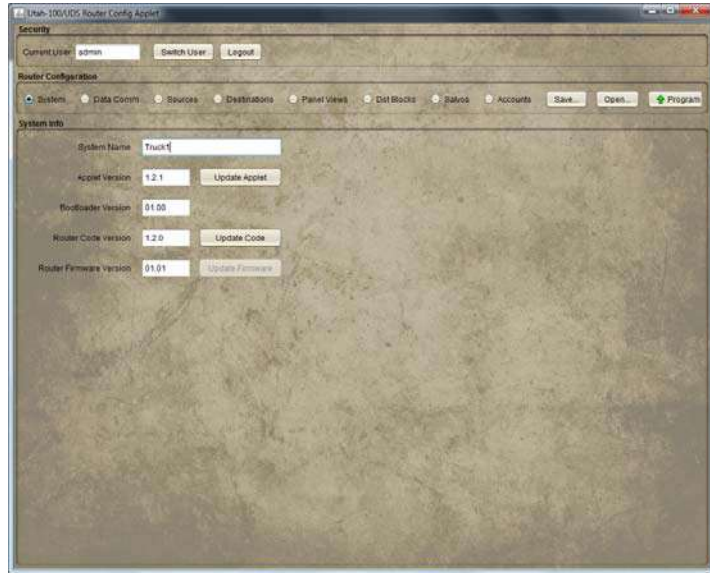 Utah-100/UDS Router Config Applet
Security
Current User admin Switch User Logout
Router Configuration
System Data Comm Sources Destinations Panel Views Dst Blocks Salvos Accounts Save... Open... Program
System Info
System Name Truck1
Applet Version 1.2.1 Update Applet
Bootloader Version 01.00
Router Code Version 1.2.0 Update Code
Router Firmware Version 01.01 Update Firmware